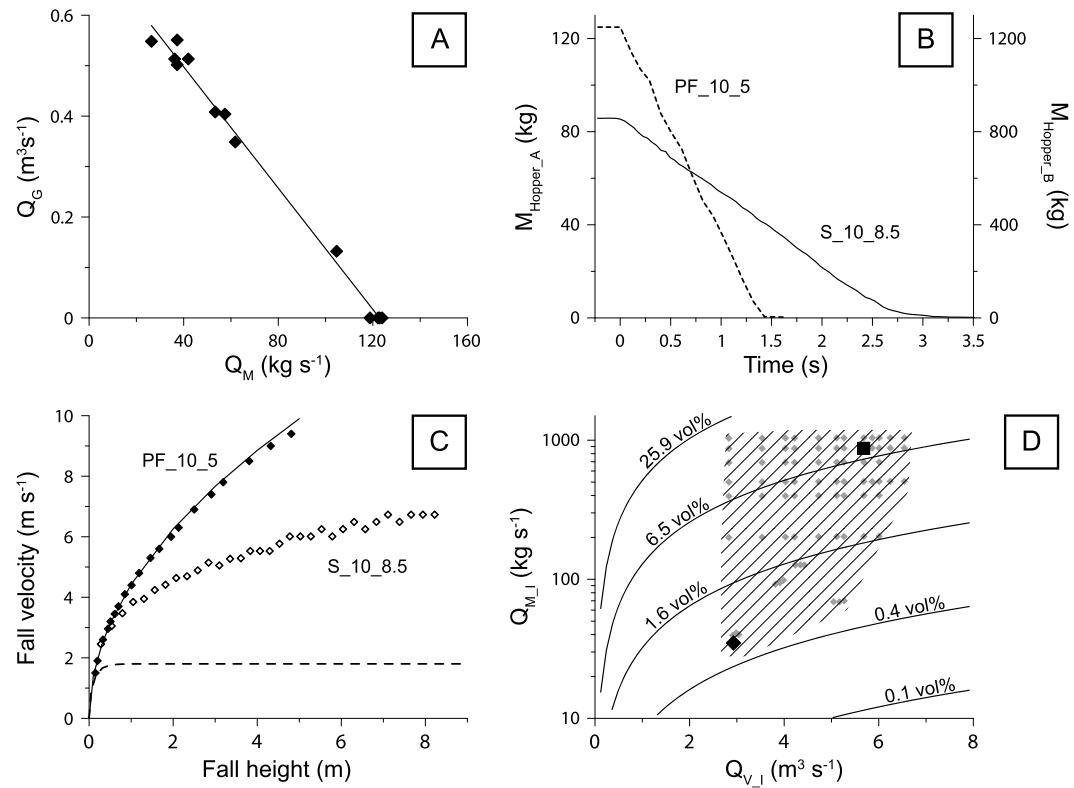 A
0.6
0.4
0.2
0
Q_G (m³s⁻¹)
0 40 80 120 160
Q_M (kg s⁻¹)
B
PF_10_5
S_10_8.5
120
80
40
0
M_Hopper_A (kg)
1200
800
400
0
M_Hopper_B (kg)
0 0.5 1 1.5 2 2.5 3 3.5
Time (s)
C
PF_10_5
S_10_8.5
10
8
6
4
2
0
Fall velocity (m s⁻¹)
0 2 4 6 8
Fall height (m)
D
25.9 vol%
6.5 vol%
1.6 vol%
0.4 vol%
0.1 vol%
1000
100
10
Q_M_I (kg s⁻¹)
0 2 4 6 8
Q_V_I (m³ s⁻¹)